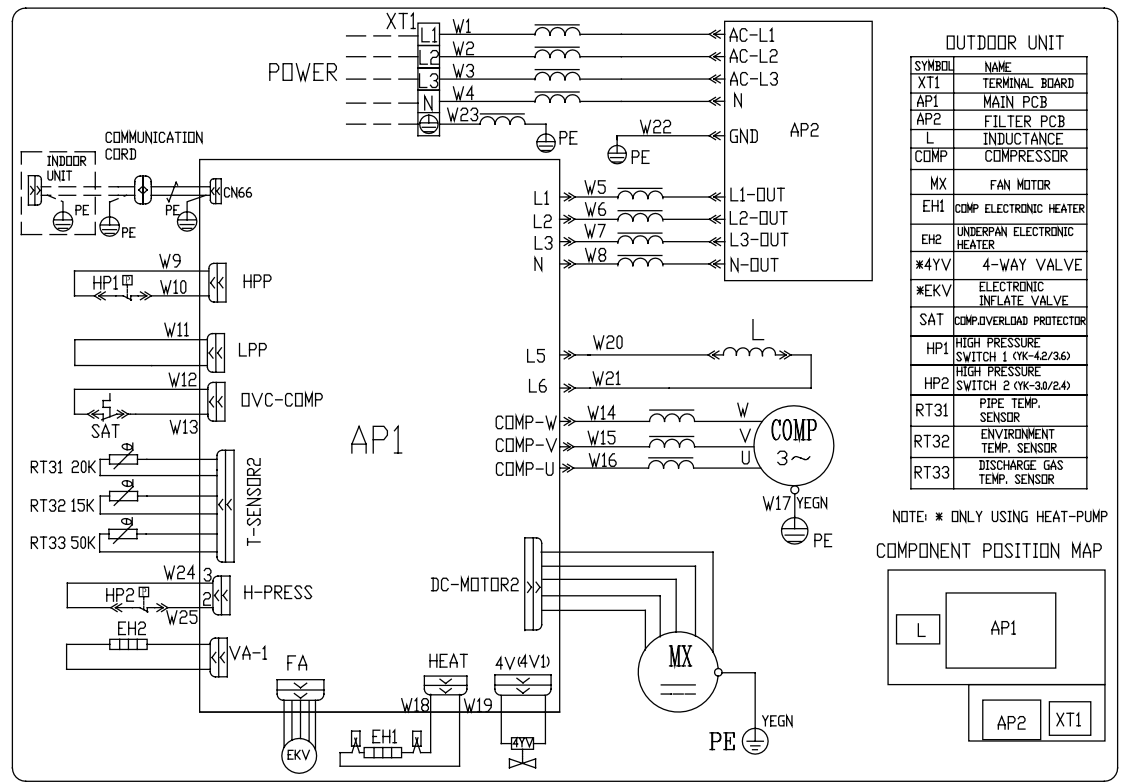 XT1
POWER
L1
L2
L3
N
W1
W2
W3
W4
W23
PE
AC-L1
AC-L2
AC-L3
N
GND
W22
PE
AP2
L1-OUT
L2-OUT
L3-OUT
N-OUT
W5
W6
W7
W8
L1
L2
L3
N
COMMUNICATION
CORD
INDOOR
UNIT
PE
PE
PE
CN66
W9
HP1
P
W10
HPP
W11
LPP
W12
SAT
W13
OVC-COMP
RT31 20K
θ
RT32 15K
θ
RT33 50K
θ
T-SENSOR2
W24
3
HP2
P
2
W25
H-PRESS
EH2
VA-1
AP1
L5
W20
L
L6
W21
COMP-W
W14
W
COMP-V
W15
V
COMP-U
W16
U
COMP
3~
W17
YEGN
PE
DC-MOTOR2
MX
YEGN
PE
FA
EKV
HEAT
W18
W19
EH1
4V(4V1)
4YV
OUTDOOR UNIT
SYMBOL NAME
XT1 TERMINAL BOARD
AP1 MAIN PCB
AP2 FILTER PCB
L INDUCTANCE
COMP COMPRESSOR
MX FAN MOTOR
EH1 COMP ELECTRONIC HEATER
EH2 UNDERPAN ELECTRONIC
HEATER
*4YV 4-WAY VALVE
*EKV ELECTRONIC
INFLATE VALVE
SAT COMP.OVERLOAD PROTECTOR
HP1 HIGH PRESSURE
SWITCH 1 (YK-4.2/3.6)
HP2 HIGH PRESSURE
SWITCH 2 (YK-3.0/2.4)
RT31 PIPE TEMP.
SENSOR
RT32 ENVIRONMENT
TEMP. SENSOR
RT33 DISCHARGE GAS
TEMP. SENSOR
NOTE: * ONLY USING HEAT-PUMP
COMPONENT POSITION MAP
L
AP1
AP2
XT1